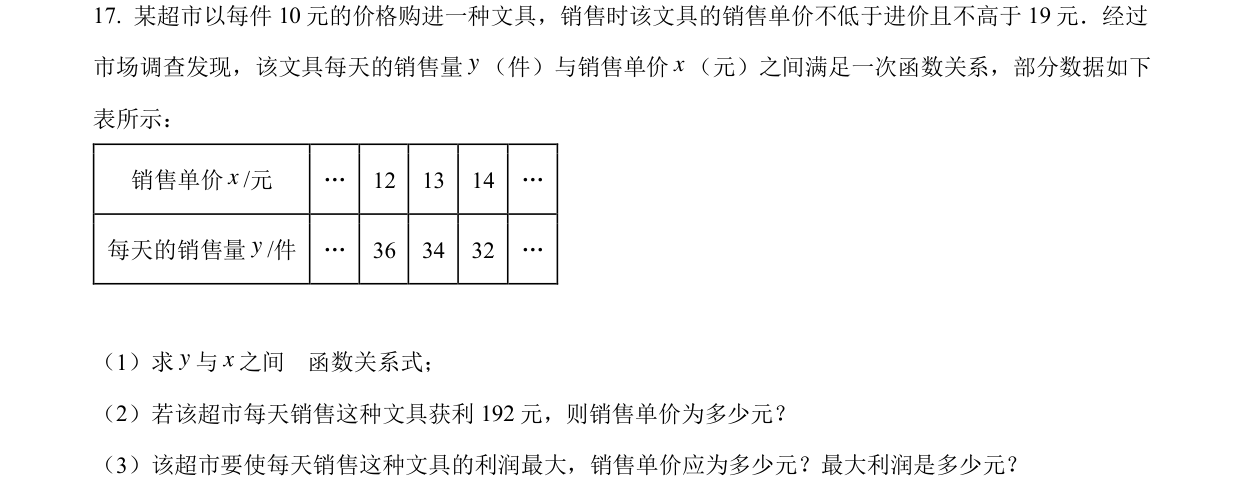 17. 某超市以每件 10 元的价格购进一种文具，销售时该文具的销售单价不低于进价且不高于 19 元．经过
市场调查发现，该文具每天的销售量 y（件）与销售单价 x（元）之间满足一次函数关系，部分数据如下
表所示：
销售单价 x /元 … 12 13 14 …
每天的销售量 y /件 … 36 34 32 …
（1）求 y 与 x 之间 函数关系式；
（2）若该超市每天销售这种文具获利 192 元，则销售单价为多少元？
（3）该超市要使每天销售这种文具的利润最大，销售单价应为多少元？最大利润是多少元？